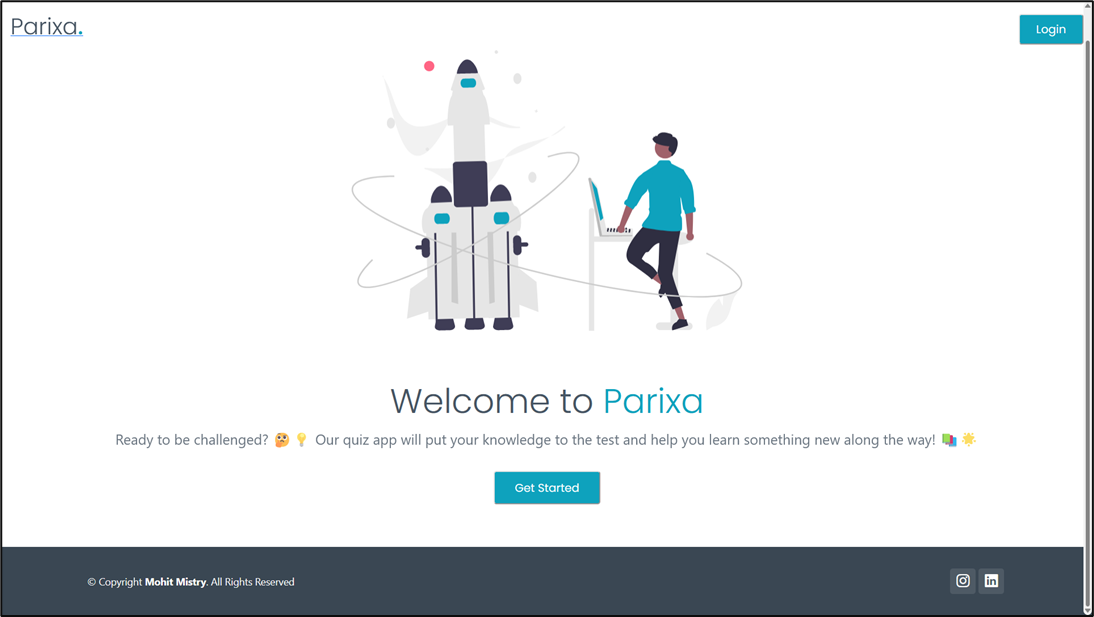 Parixa.
Login
Welcome to Parixa
Ready to be challenged? 🤔💡 Our quiz app will put your knowledge to the test and help you learn something new along the way! 📚🌟
Get Started
© Copyright Mohit Mistry. All Rights Reserved